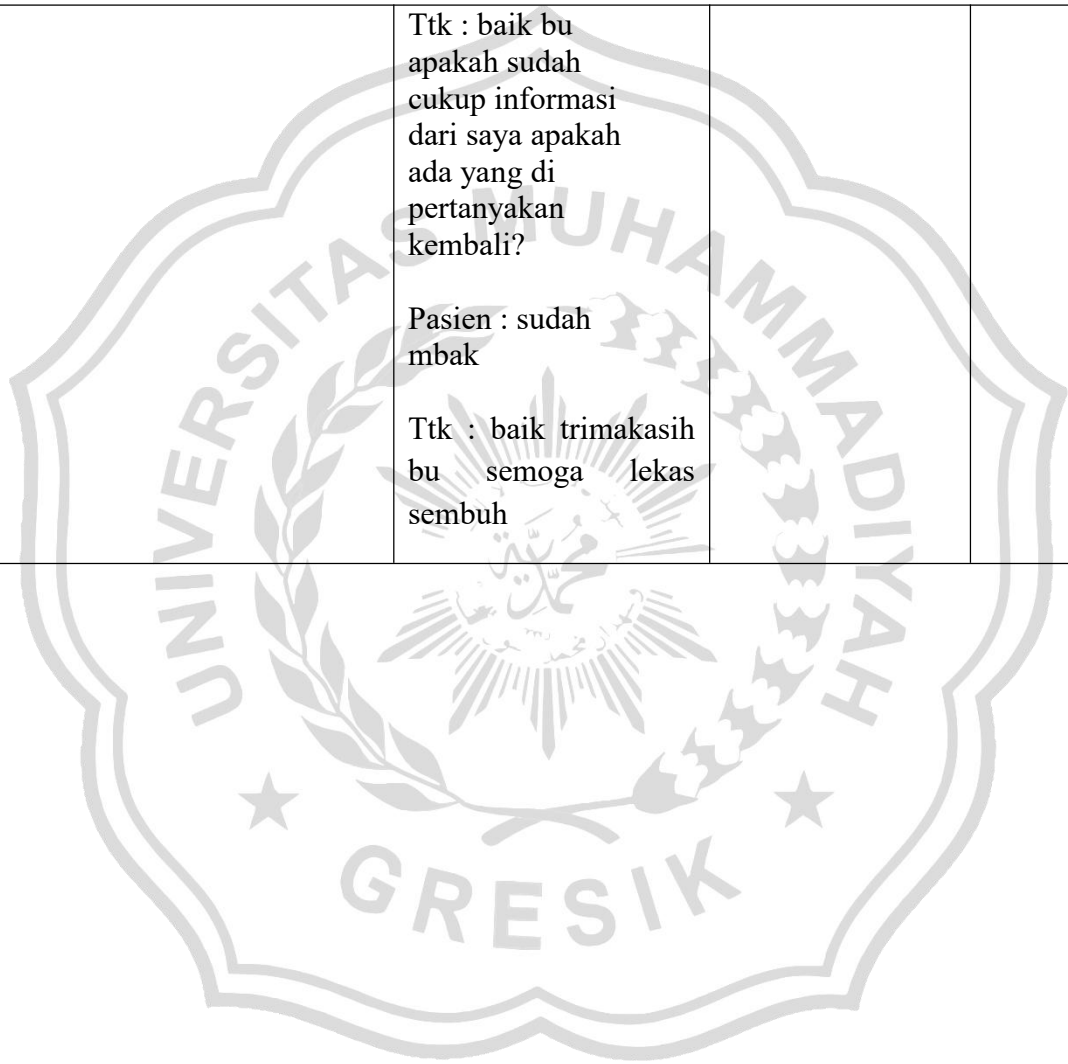 Ttk : baik bu
apakah sudah
cukup informasi
dari saya apakah
ada yang di
pertanyakan
kembali?
Pasien : sudah
mbak
Ttk : baik trimakasih
bu semoga lekas
sembuh
UNIVERSITAS MUHAMMADIYAH
GRESIK